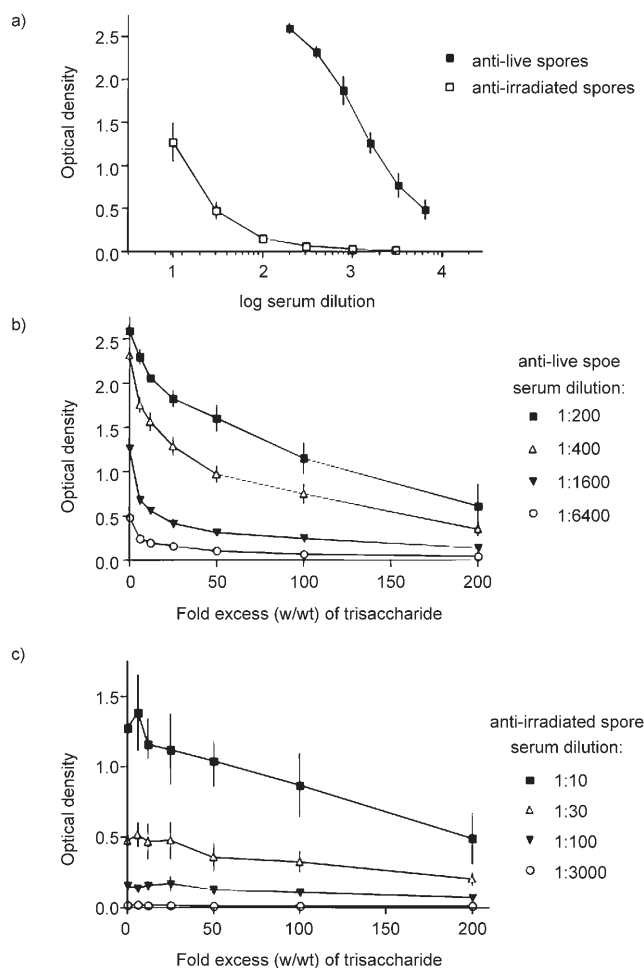 a)
2.5
2.0
1.5
1.0
0.5
0.0
Optical density
1 2 3 4
log serum dilution
anti-live spores
anti-irradiated spores
b)
2.5
2.0
1.5
1.0
0.5
0.0
Optical density
0 50 100 150 200
Fold excess (w/wt) of trisaccharide
anti-live spoe
serum dilution:
1:200
1:400
1:1600
1:6400
c)
1.5
1.0
0.5
0.0
Optical density
0 50 100 150 200
Fold excess (w/wt) of trisaccharide
anti-irradiated spore
serum dilution:
1:10
1:30
1:100
1:3000